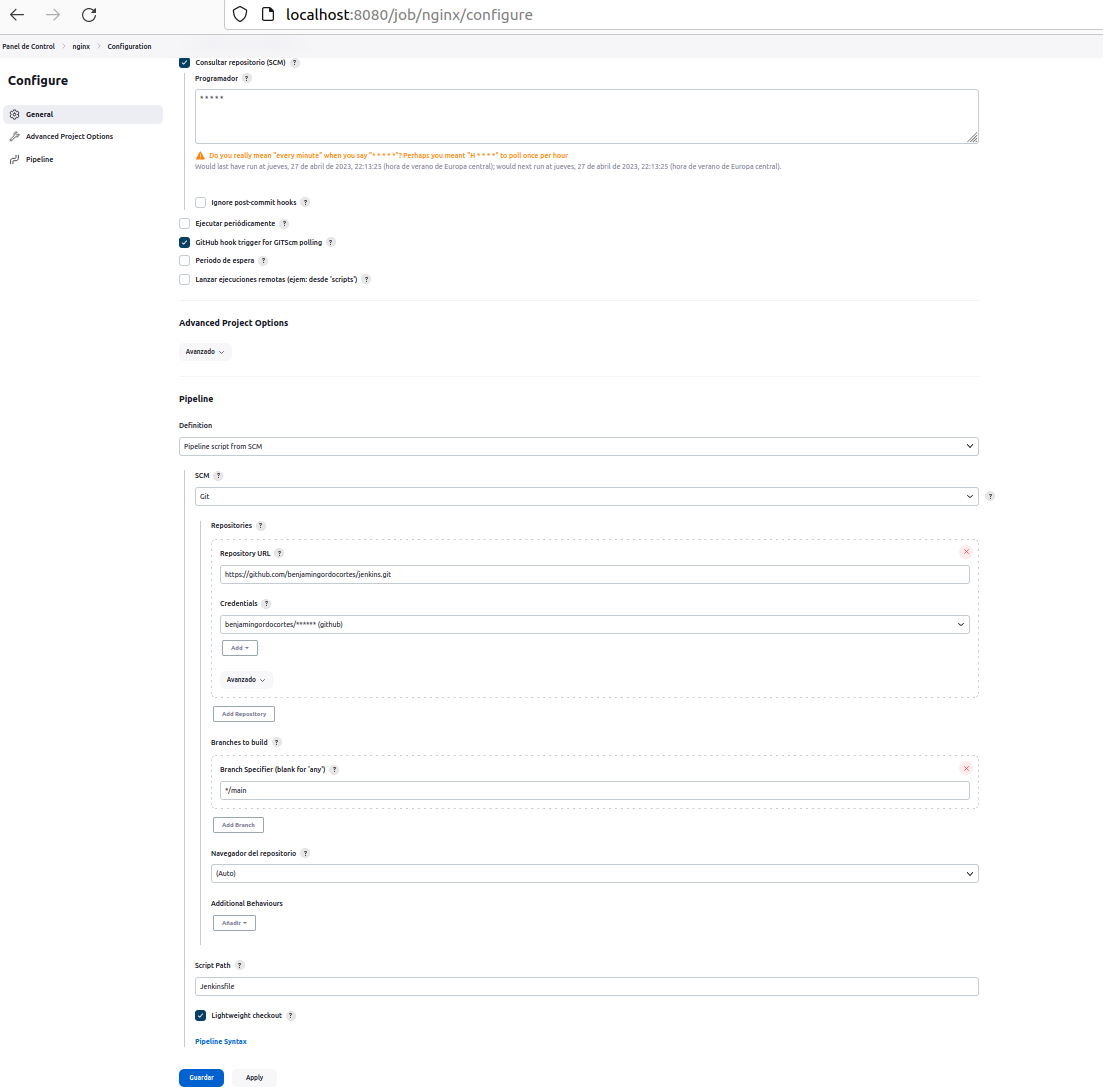 localhost:8080/job/nginx/configure
Panel de Control > nginx > Configuration
Configure
General
Advanced Project Options
Pipeline
Consultar repositorio (SCM) ?
Programador ?
* * * * *
Do you really mean "every minute" when you say "* * * * *"? Perhaps you meant "H * * * *" to poll once per hour
Would last have run at jueves, 27 de abril de 2023, 22:13:25 (hora de verano de Europa central); would next run at jueves, 27 de abril de 2023, 22:13:25 (hora de verano de Europa central).
Ignore post-commit hooks ?
Ejecutar periódicamente ?
GitHub hook trigger for GITScm polling ?
Periodo de espera ?
Lanzar ejecuciones remotas (ejem: desde 'scripts') ?
Advanced Project Options
Avanzado
Pipeline
Definition
Pipeline script from SCM
SCM ?
Git
?
Repositories ?
Repository URL ?
https://github.com/benjamingordocortes/jenkins.git
Credentials ?
benjamingordocortes/****** (github)
Add
Avanzado
Add Repository
Branches to build ?
Branch Specifier (blank for 'any') ?
*/main
Add Branch
Navegador del repositorio ?
(Auto)
Additional Behaviours
Añadir
Script Path ?
Jenkinsfile
Lightweight checkout ?
Pipeline Syntax
Guardar
Apply